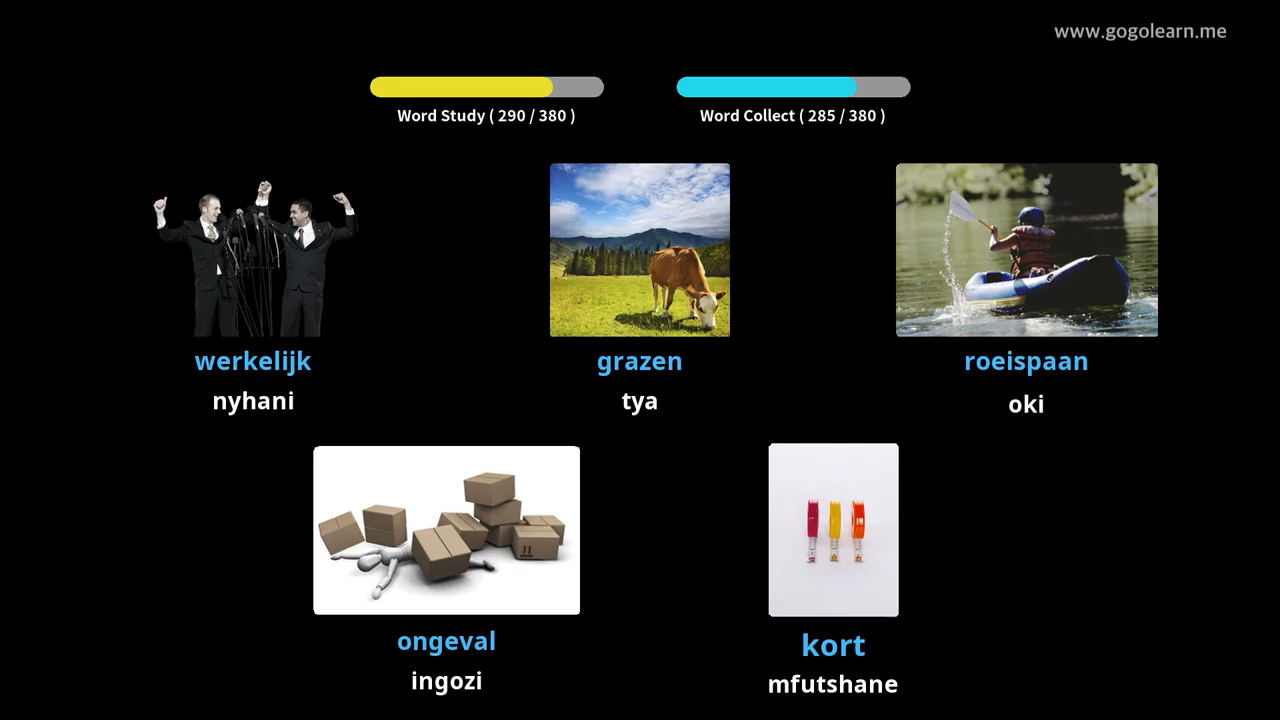 www.gogolearn.me
Word Study ( 290 / 380 )
Word Collect ( 285 / 380 )
werkelijk
nyhani
grazen
tya
roeispaan
oki
ongeval
ingozi
kort
mfutshane